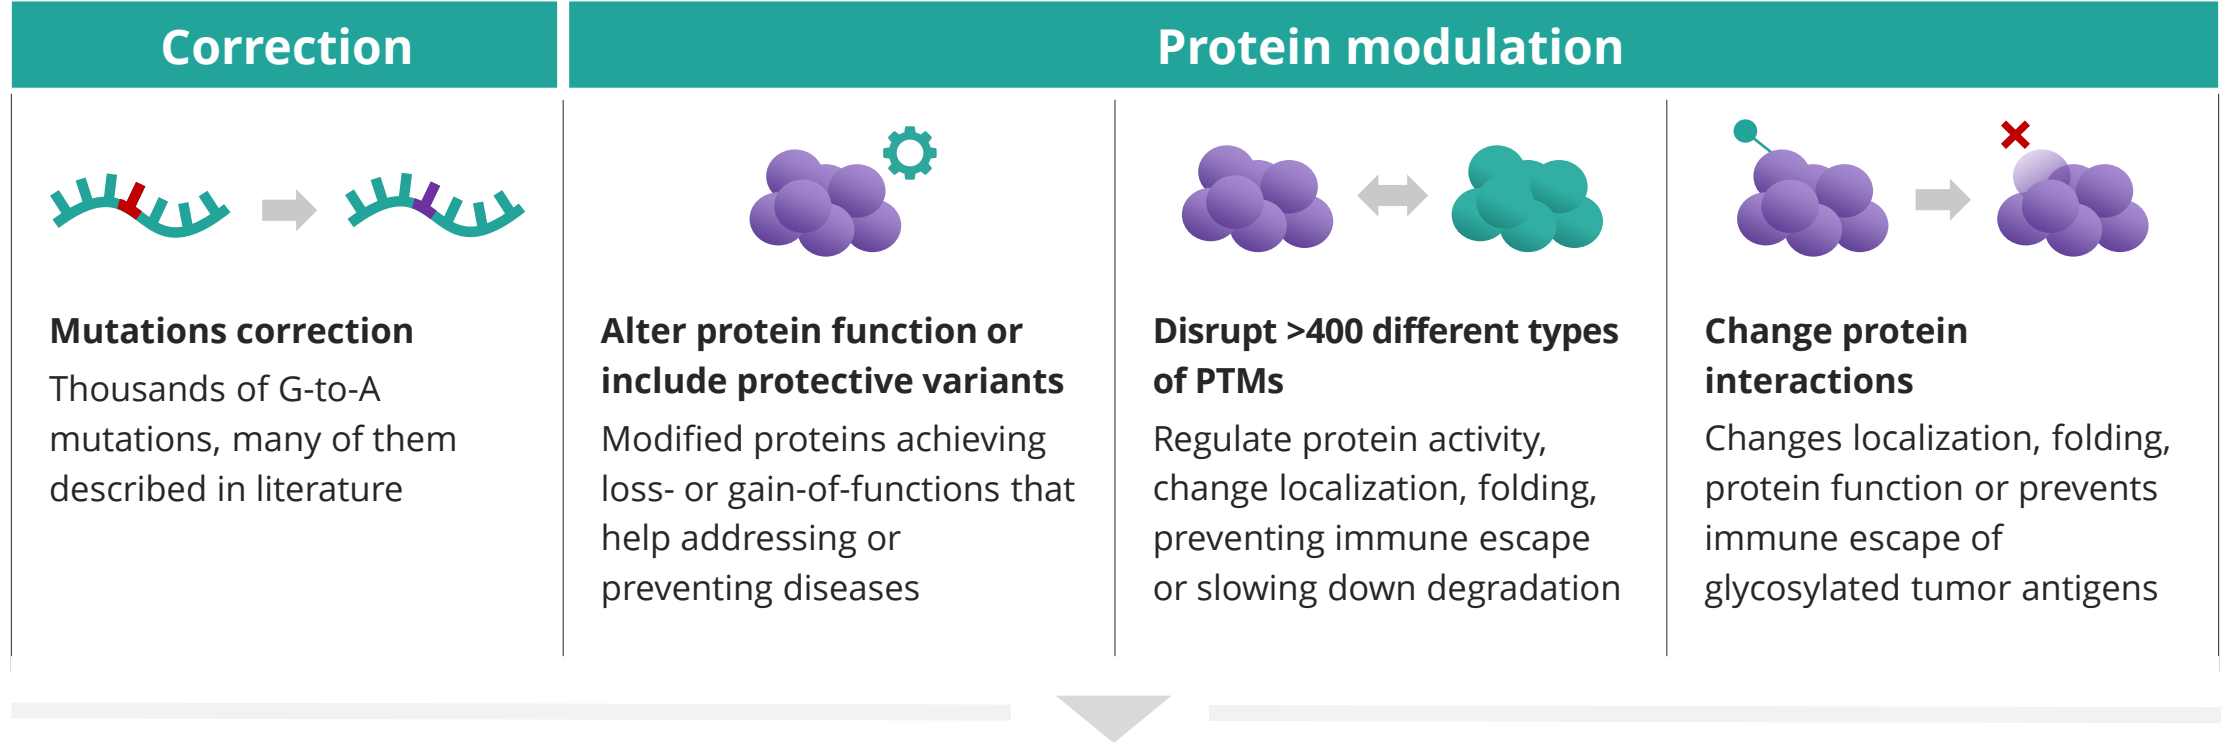 Correction
Protein modulation
Mutations correction
Thousands of G-to-A
mutations, many of them
described in literature
Alter protein function or
include protective variants
Modified proteins achieving
loss- or gain-of-functions that
help addressing or
preventing diseases
Disrupt >400 different types
of PTMs
Regulate protein activity,
change localization, folding,
preventing immune escape
or slowing down degradation
Change protein
interactions
Changes localization, folding,
protein function or prevents
immune escape of
glycosylated tumor antigens